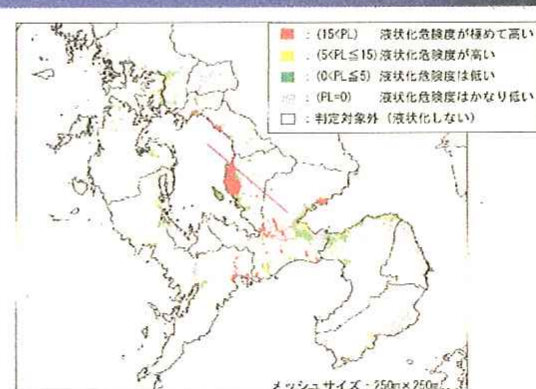 : (15<PL) 液状化危険度が極めて高い
: (5<PL≦15) 液状化危険度が高い
: (0<PL≦5) 液状化危険度は低い
: (PL=0) 液状化危険度はかなり低い
: 判定対象外 (液状化しない)
メッシュサイズ・250m×250m